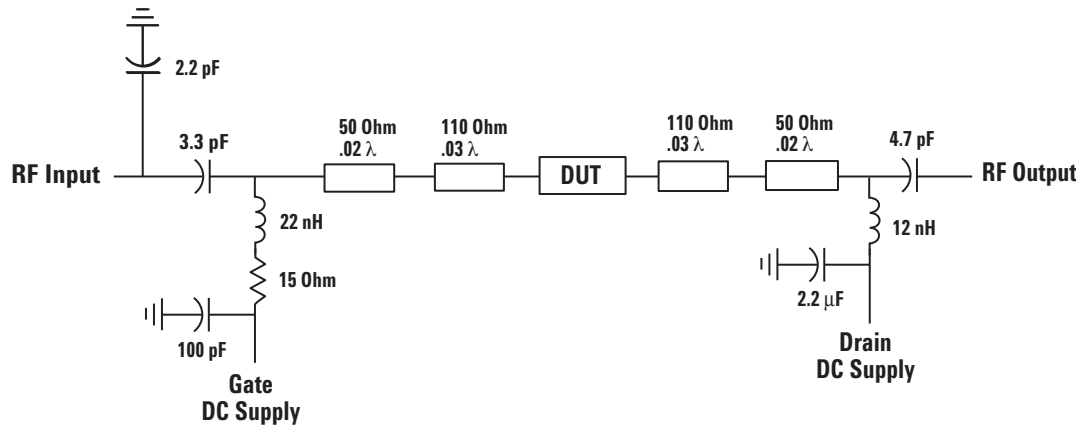 2.2 pF
3.3 pF
RF Input
50 Ohm
.02 λ
110 Ohm
.03 λ
DUT
110 Ohm
.03 λ
50 Ohm
.02 λ
4.7 pF
RF Output
22 nH
15 Ohm
100 pF
Gate
DC Supply
12 nH
2.2 μF
Drain
DC Supply